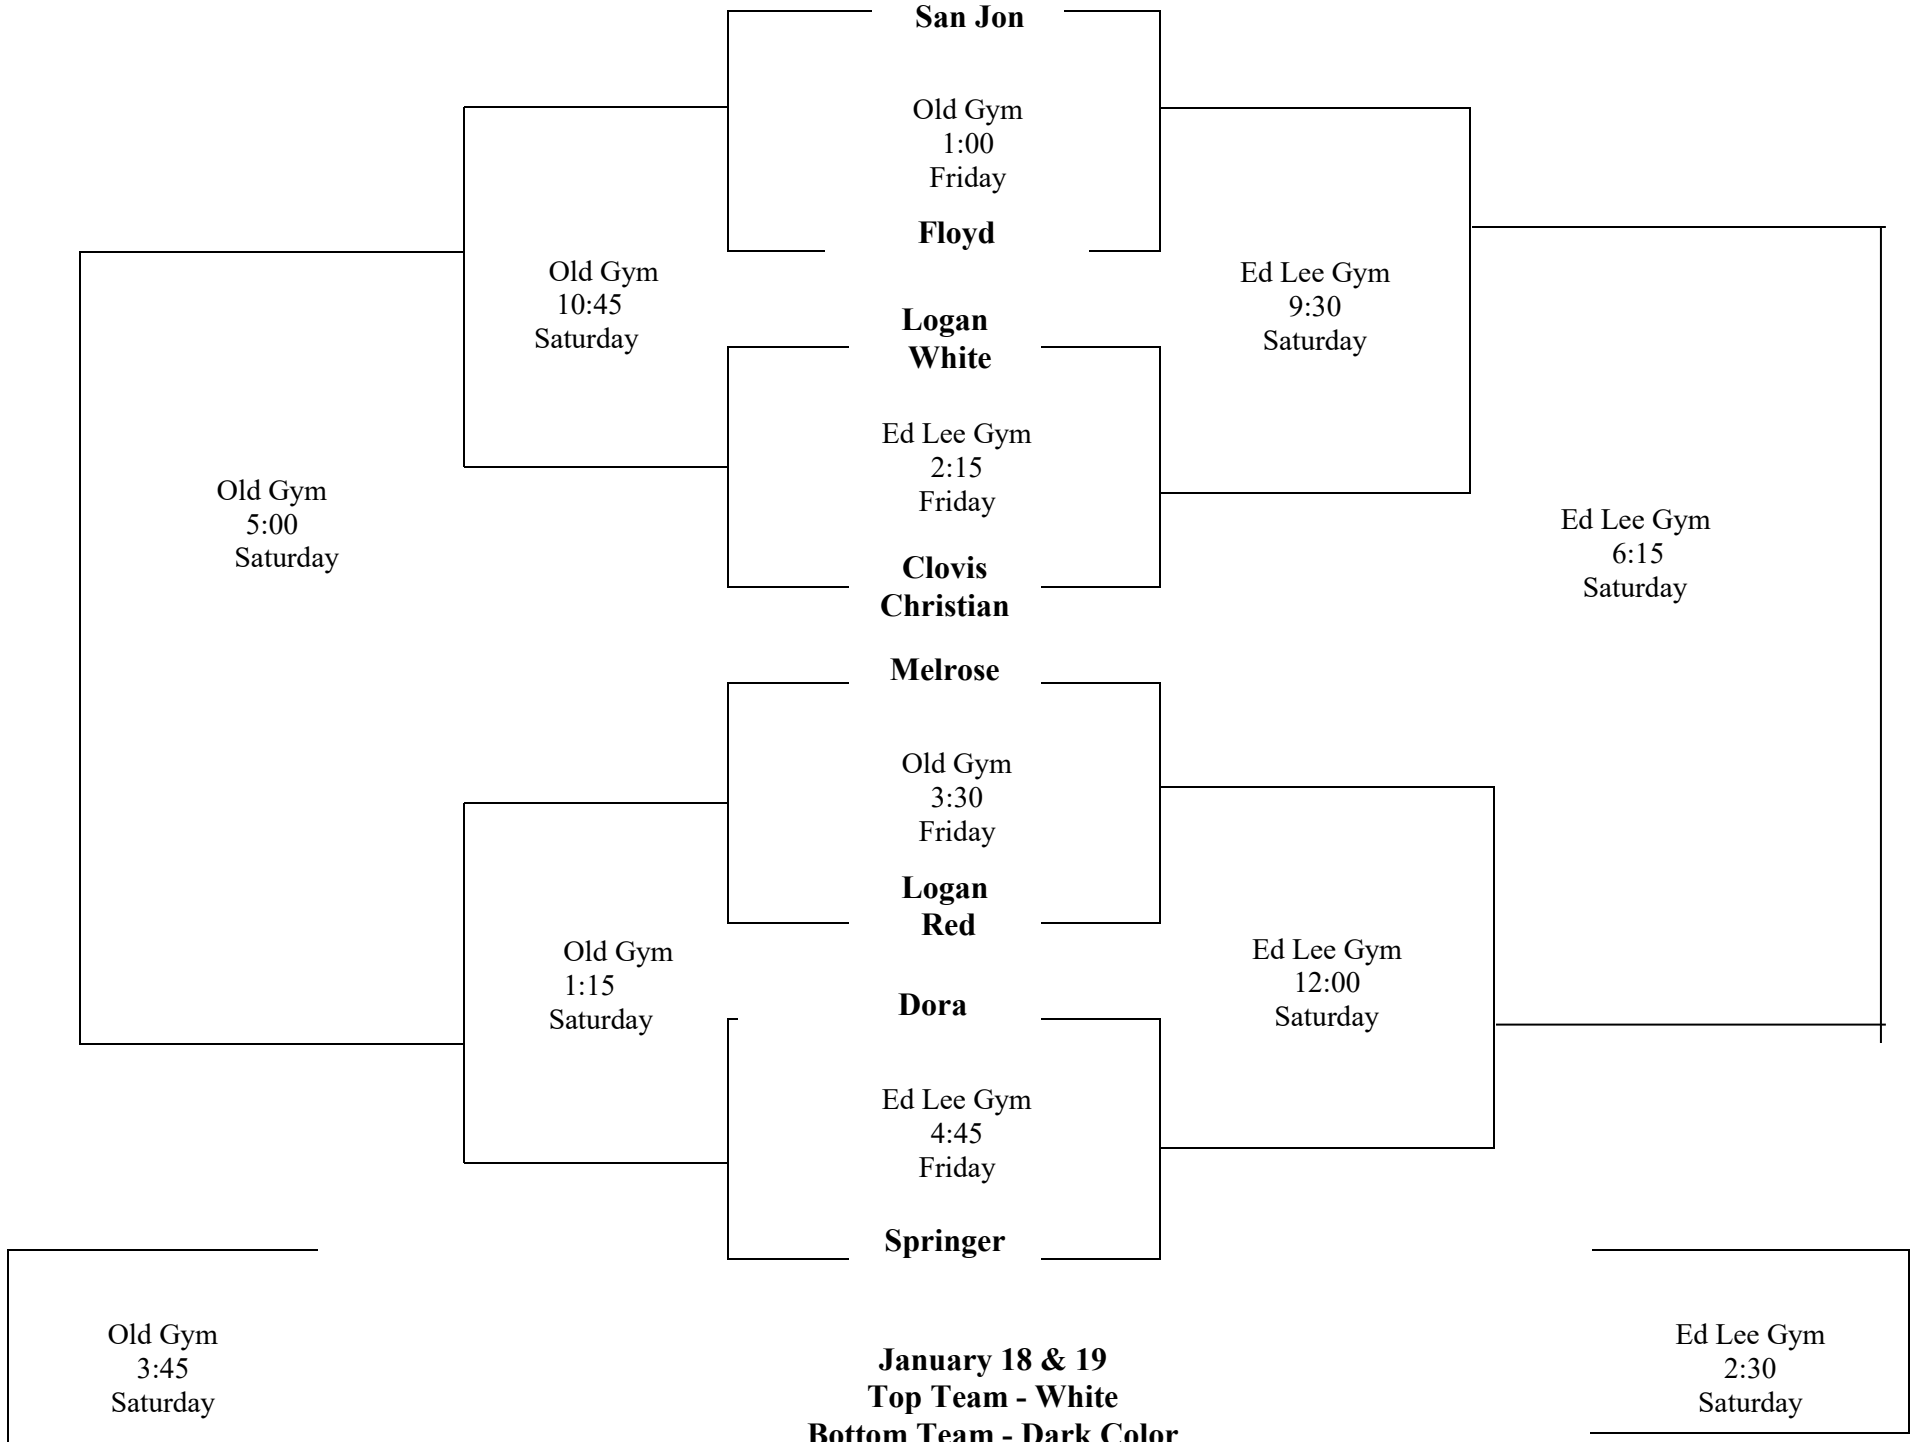 San Jon
Old Gym
1:00
Friday
Floyd
Old Gym
10:45
Saturday
Ed Lee Gym
9:30
Saturday
Logan
White
Ed Lee Gym
2:15
Friday
Old Gym
5:00
Saturday
Ed Lee Gym
6:15
Saturday
Clovis
Christian
Melrose
Old Gym
3:30
Friday
Logan
Red
Old Gym
1:15
Saturday
Ed Lee Gym
12:00
Saturday
Dora
Ed Lee Gym
4:45
Friday
Springer
Old Gym
3:45
Saturday
January 18 & 19
Top Team - White
Bottom Team - Dark Color
Ed Lee Gym
2:30
Saturday